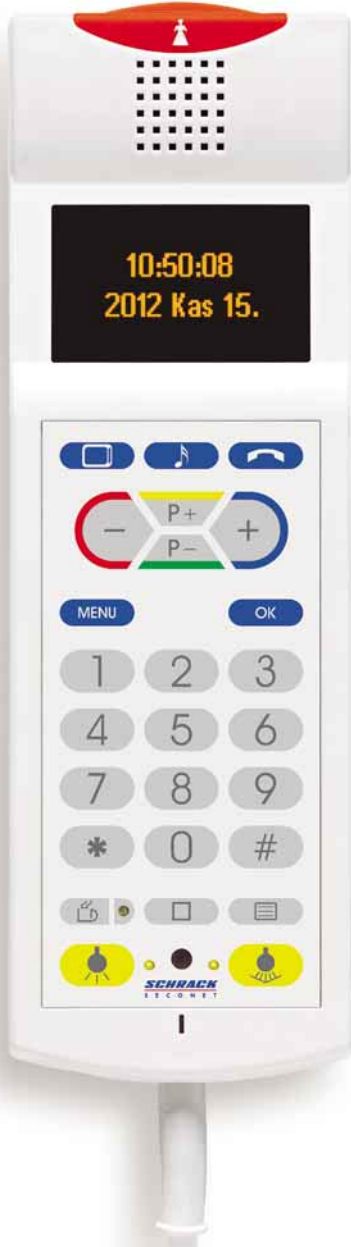 10:50:08
2012 Kas 15.
P+
- +
P-
MENU OK
1 2 3
4 5 6
7 8 9
* 0 #
SCHRACK
SECONET